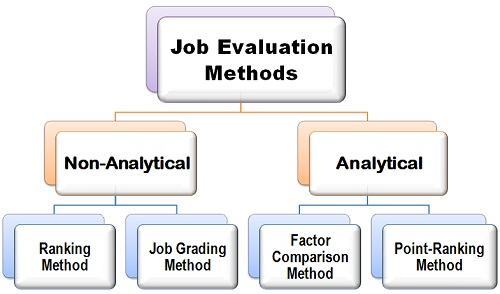 Job Evaluation
Methods
Non-Analytical
Analytical
Ranking
Method
Job Grading
Method
Factor
Comparison
Method
Point-Ranking
Method